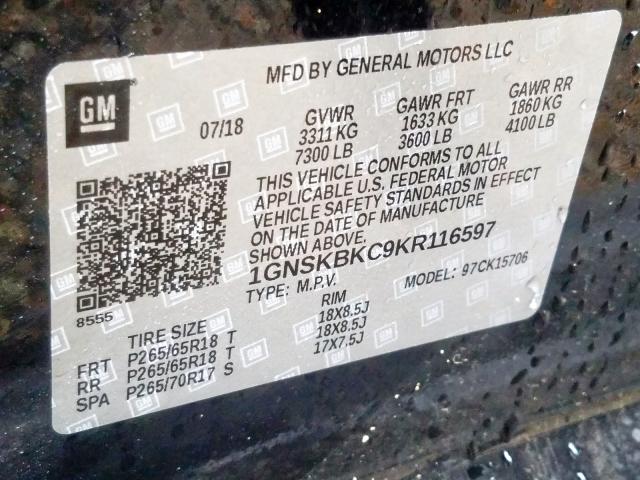 MFD BY GENERAL MOTORS LLC
GM
07/18
GVWR
3311 KG
7300 LB
GAWR FRT
1633 KG
3600 LB
GAWR RR
1860 KG
4100 LB
THIS VEHICLE CONFORMS TO ALL
APPLICABLE U.S. FEDERAL MOTOR
VEHICLE SAFETY STANDARDS IN EFFECT
ON THE DATE OF MANUFACTURE
SHOWN ABOVE.
1GNSKBKC9KR116597
TYPE: M.P.V.
MODEL: 97CK15706
8555
TIRE SIZE RIM
FRT P265/65R18 T 18X8.5J
RR P265/65R18 T 18X8.5J
SPA P265/70R17 S 17X7.5J